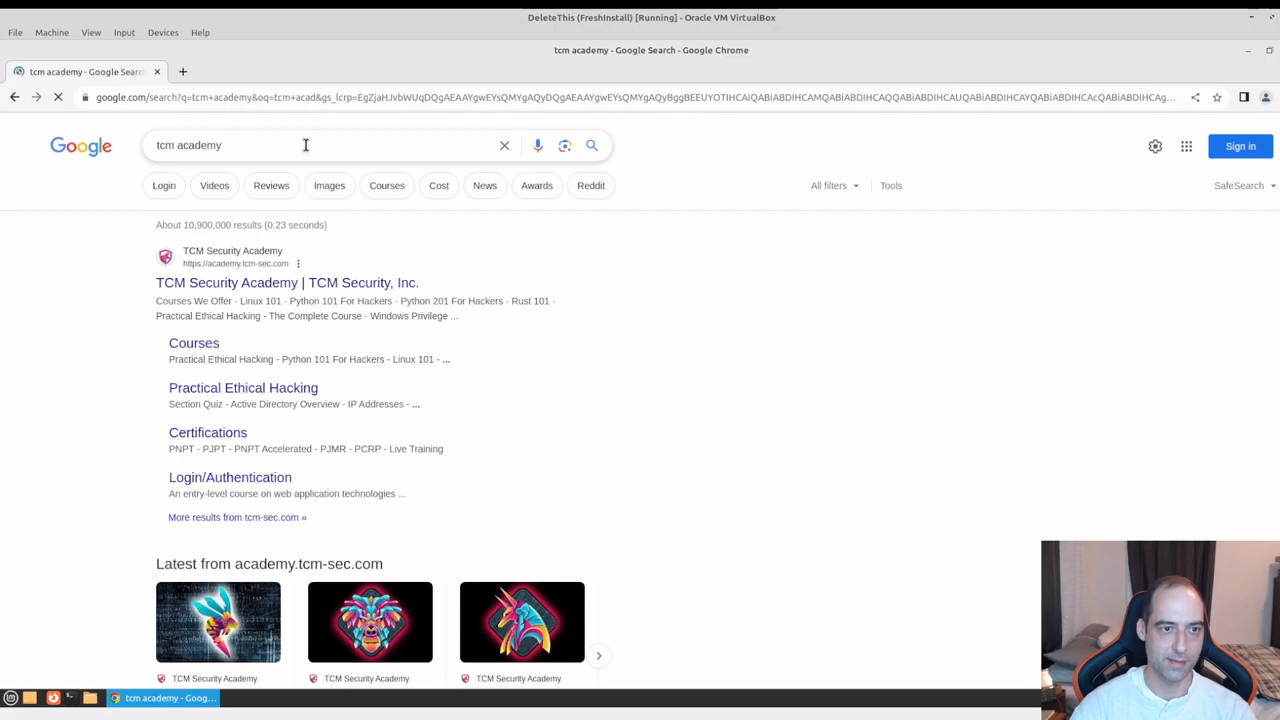 DeleteThis (FreshInstall) [Running] - Oracle VM VirtualBox
File Machine View Input Devices Help
tcm academy - Google Search - Google Chrome
tcm academy - Google Searc
google.com/search?q=tcm+academy&oq=tcm+acad&gs_lcrp=EgZjaHJvbWUqDQgAEAAYgwEYsQMYgAQyDQgAEAAYgwEYsQMYgAQyBggBEEUYOTIHCAIQABiABDIHCAMQABiABDIHCAQQABiABDIHCAUQABiABDIHCAYQABiABDIHCAcQABiABDIHCAg...
Google
tcm academy
Sign in
Login Videos Reviews Images Courses Cost News Awards Reddit All filters Tools SafeSearch
About 10,900,000 results (0.23 seconds)
TCM Security Academy
https://academy.tcm-sec.com
TCM Security Academy | TCM Security, Inc.
Courses We Offer · Linux 101 · Python 101 For Hackers · Python 201 For Hackers · Rust 101 ·
Practical Ethical Hacking - The Complete Course · Windows Privilege ...
Courses
Practical Ethical Hacking - Python 101 For Hackers - Linux 101 - ...
Practical Ethical Hacking
Section Quiz - Active Directory Overview - IP Addresses - ...
Certifications
PNPT - PJPT - PNPT Accelerated - PJMR - PCRP - Live Training
Login/Authentication
An entry-level course on web application technologies ...
More results from tcm-sec.com »
Latest from academy.tcm-sec.com
TCM Security Academy TCM Security Academy TCM Security Academy
tcm academy - Goog...